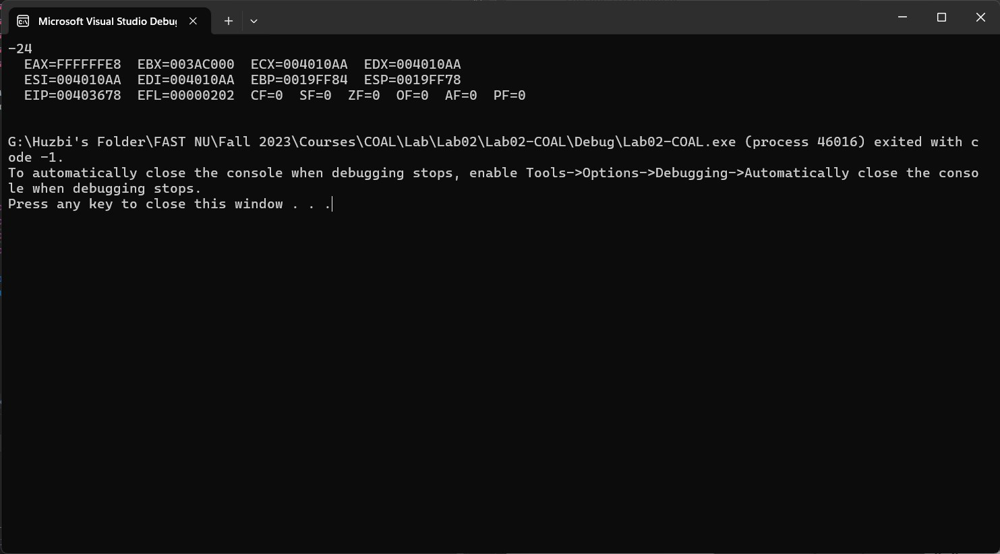 Microsoft Visual Studio Debu
-24
EAX=FFFFFFE8 EBX=003AC000 ECX=004010AA EDX=004010AA
ESI=004010AA EDI=004010AA EBP=0019FF84 ESP=0019FF78
EIP=00403678 EFL=00000202 CF=0 SF=0 ZF=0 OF=0 AF=0 PF=0
G:\Huzbi's Folder\FAST NU\Fall 2023\Courses\COAL\Lab\Lab02\Lab02-COAL\Debug\Lab02-COAL.exe (process 46016) exited with c
ode -1.
To automatically close the console when debugging stops, enable Tools->Options->Debugging->Automatically close the conso
le when debugging stops.
Press any key to close this window . . .